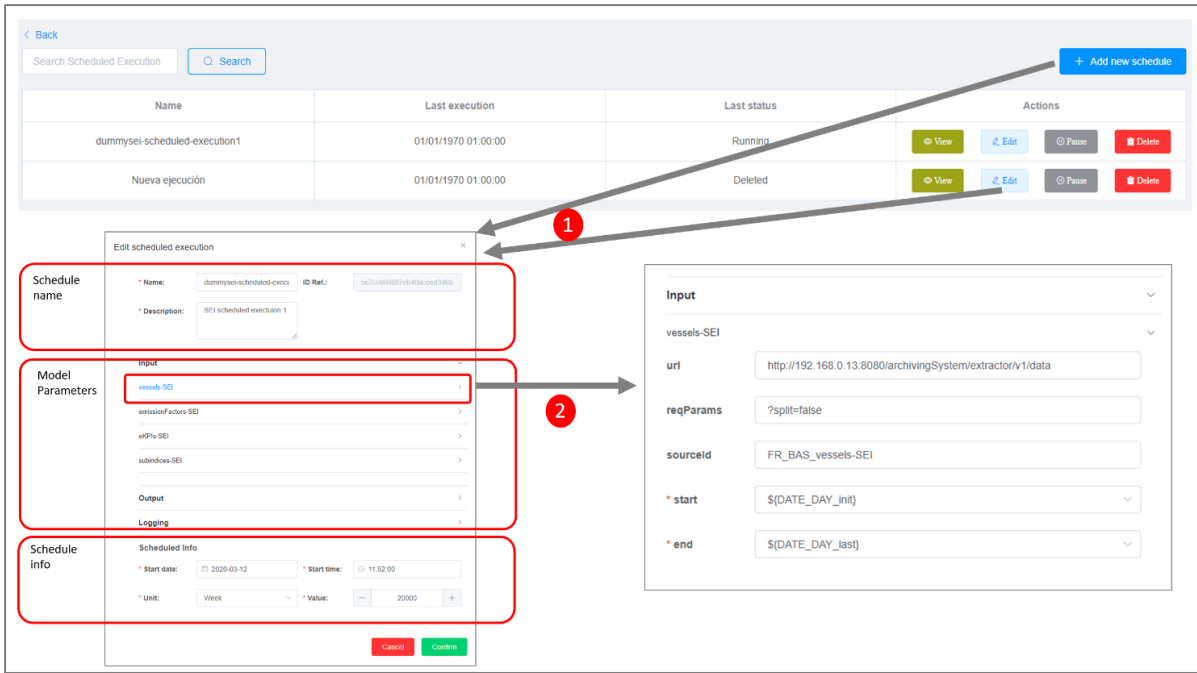 < Back
Search Scheduled Execution Search + Add new schedule
Name Last execution Last status Actions
dummysei-scheduled-execution1 01/01/1970 01:00:00 Running View Edit Pause Delete
Nueva ejecución 01/01/1970 01:00:00 Deleted View Edit Pause Delete
1
Edit scheduled execution ×
Schedule name
* Name: dummysei-scheduled-execu ID Ref.:
* Description: SEI scheduled exectuion 1
Model Parameters
Input
vessels-SEI
emissionFactors-SEI
eKPIs-SEI
subindices-SEI
Output
Logging
2
Schedule info
Scheduled Info
* Start date: 2020-03-12 * Start time: 11:52:00
* Unit: Week * Value: − 20000 +
Cancel Confirm
Input
vessels-SEI
url http://192.168.0.13:8080/archivingSystem/extractor/v1/data
reqParams ?split=false
sourceId FR_BAS_vessels-SEI
* start ${DATE_DAY_init}
* end ${DATE_DAY_last}